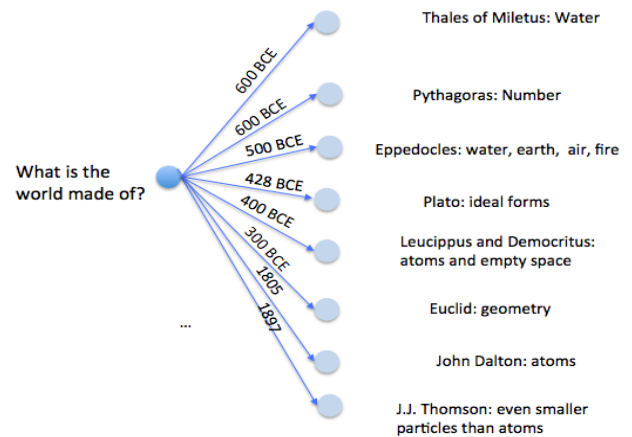 What is the
world made of?
600 BCE
Thales of Miletus: Water
600 BCE
Pythagoras: Number
500 BCE
Eppedocles: water, earth, air, fire
428 BCE
Plato: ideal forms
400 BCE
Leucippus and Democritus:
atoms and empty space
300 BCE
Euclid: geometry
1805
John Dalton: atoms
1897
J.J. Thomson: even smaller
particles than atoms
...